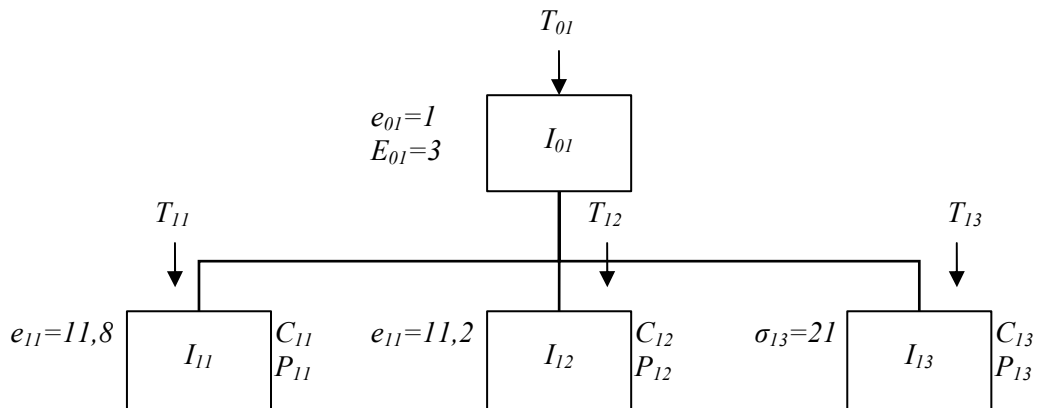 T01
e01=1
E01=3
I01
T11
T12
T13
e11=11,8
I11
C11
P11
e11=11,2
I12
C12
P12
σ13=21
I13
C13
P13